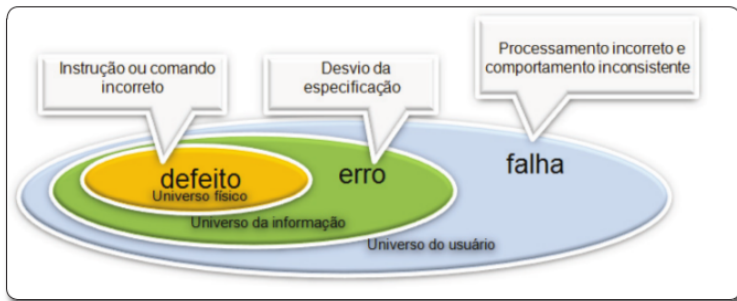 Instrução ou comando
incorreto
Desvio da
especificação
Processamento incorreto e
comportamento inconsistente
defeito
Universo físico
erro
Universo da informação
falha
Universo do usuário